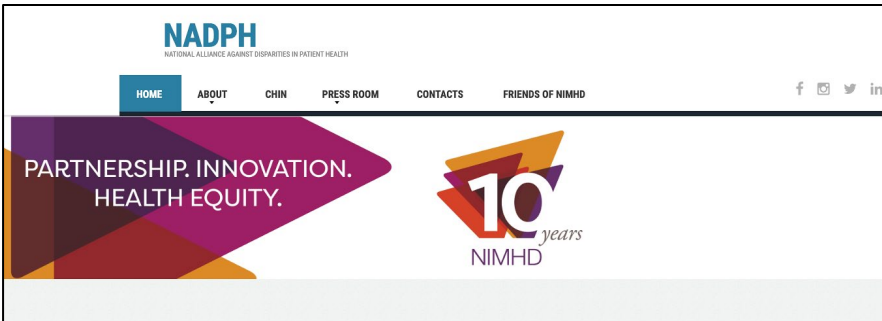 NADPH
NATIONAL ALLIANCE AGAINST DISPARITIES IN PATIENT HEALTH
HOME ABOUT CHIN PRESS ROOM CONTACTS FRIENDS OF NIMHD
PARTNERSHIP. INNOVATION.
HEALTH EQUITY.
10
years
NIMHD